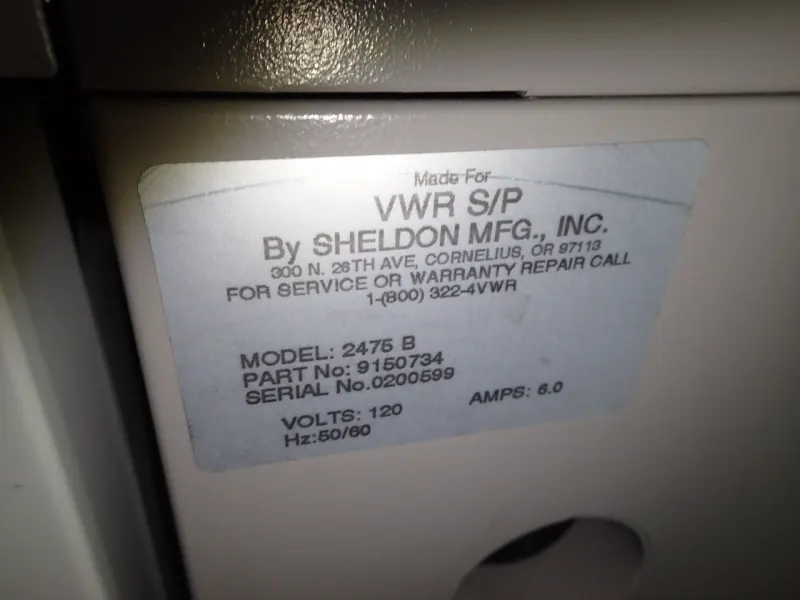 Made For
VWR S/P
By SHELDON MFG., INC.
300 N. 26TH AVE, CORNELIUS, OR 97113
FOR SERVICE OR WARRANTY REPAIR CALL
1-(800) 322-4VWR
MODEL: 2475 B
PART No: 9150734
SERIAL No.0200599
VOLTS: 120 AMPS: 6.0
Hz:50/60